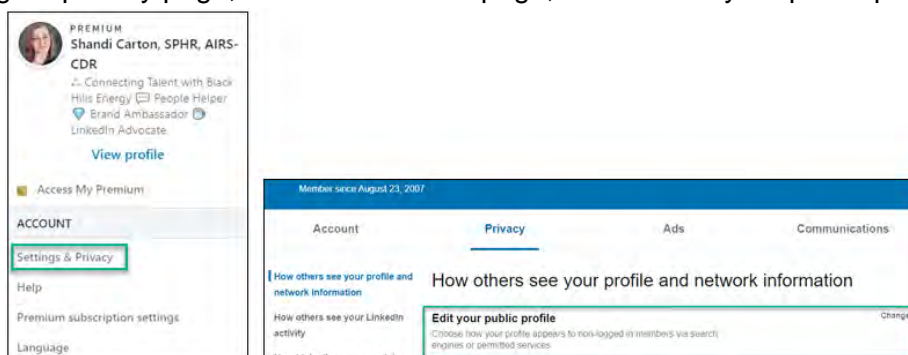 PREMIUM
Shandi Carton, SPHR, AIRS-
CDR
Connecting Talent with Black
Hills Energy People Helper
Brand Ambassador
LinkedIn Advocate
View profile
Access My Premium
ACCOUNT
Settings & Privacy
Help
Premium subscription settings
Language
Member since August 23, 2007
Account Privacy Ads Communications
How others see your profile and
network information
How others see your LinkedIn
activity
How others see your profile and network information
Edit your public profile Change
Choose how your profile appears to non-logged in members via search
engines or permitted services